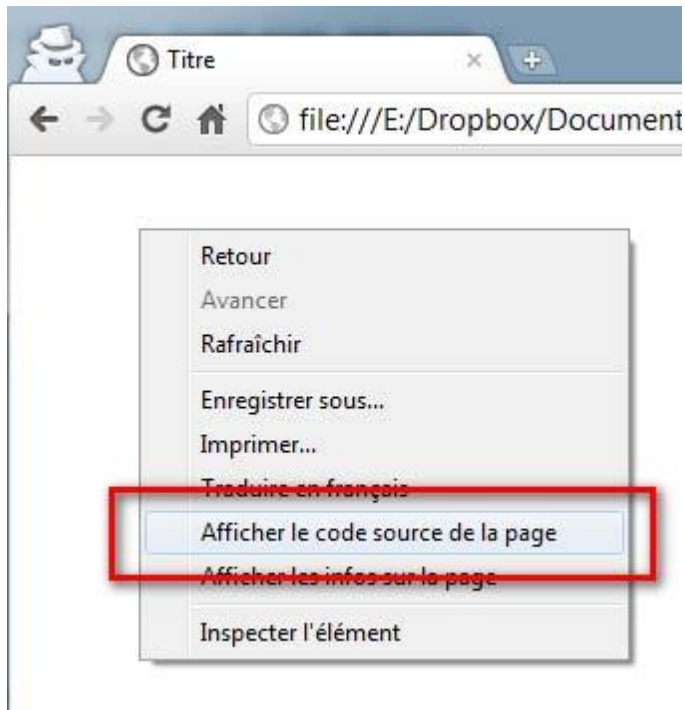 Titre
file:///E:/Dropbox/Document
Retour
Avancer
Rafraîchir
Enregistrer sous...
Imprimer...
Traduire en français
Afficher le code source de la page
Afficher les infos sur la page
Inspecter l'élément